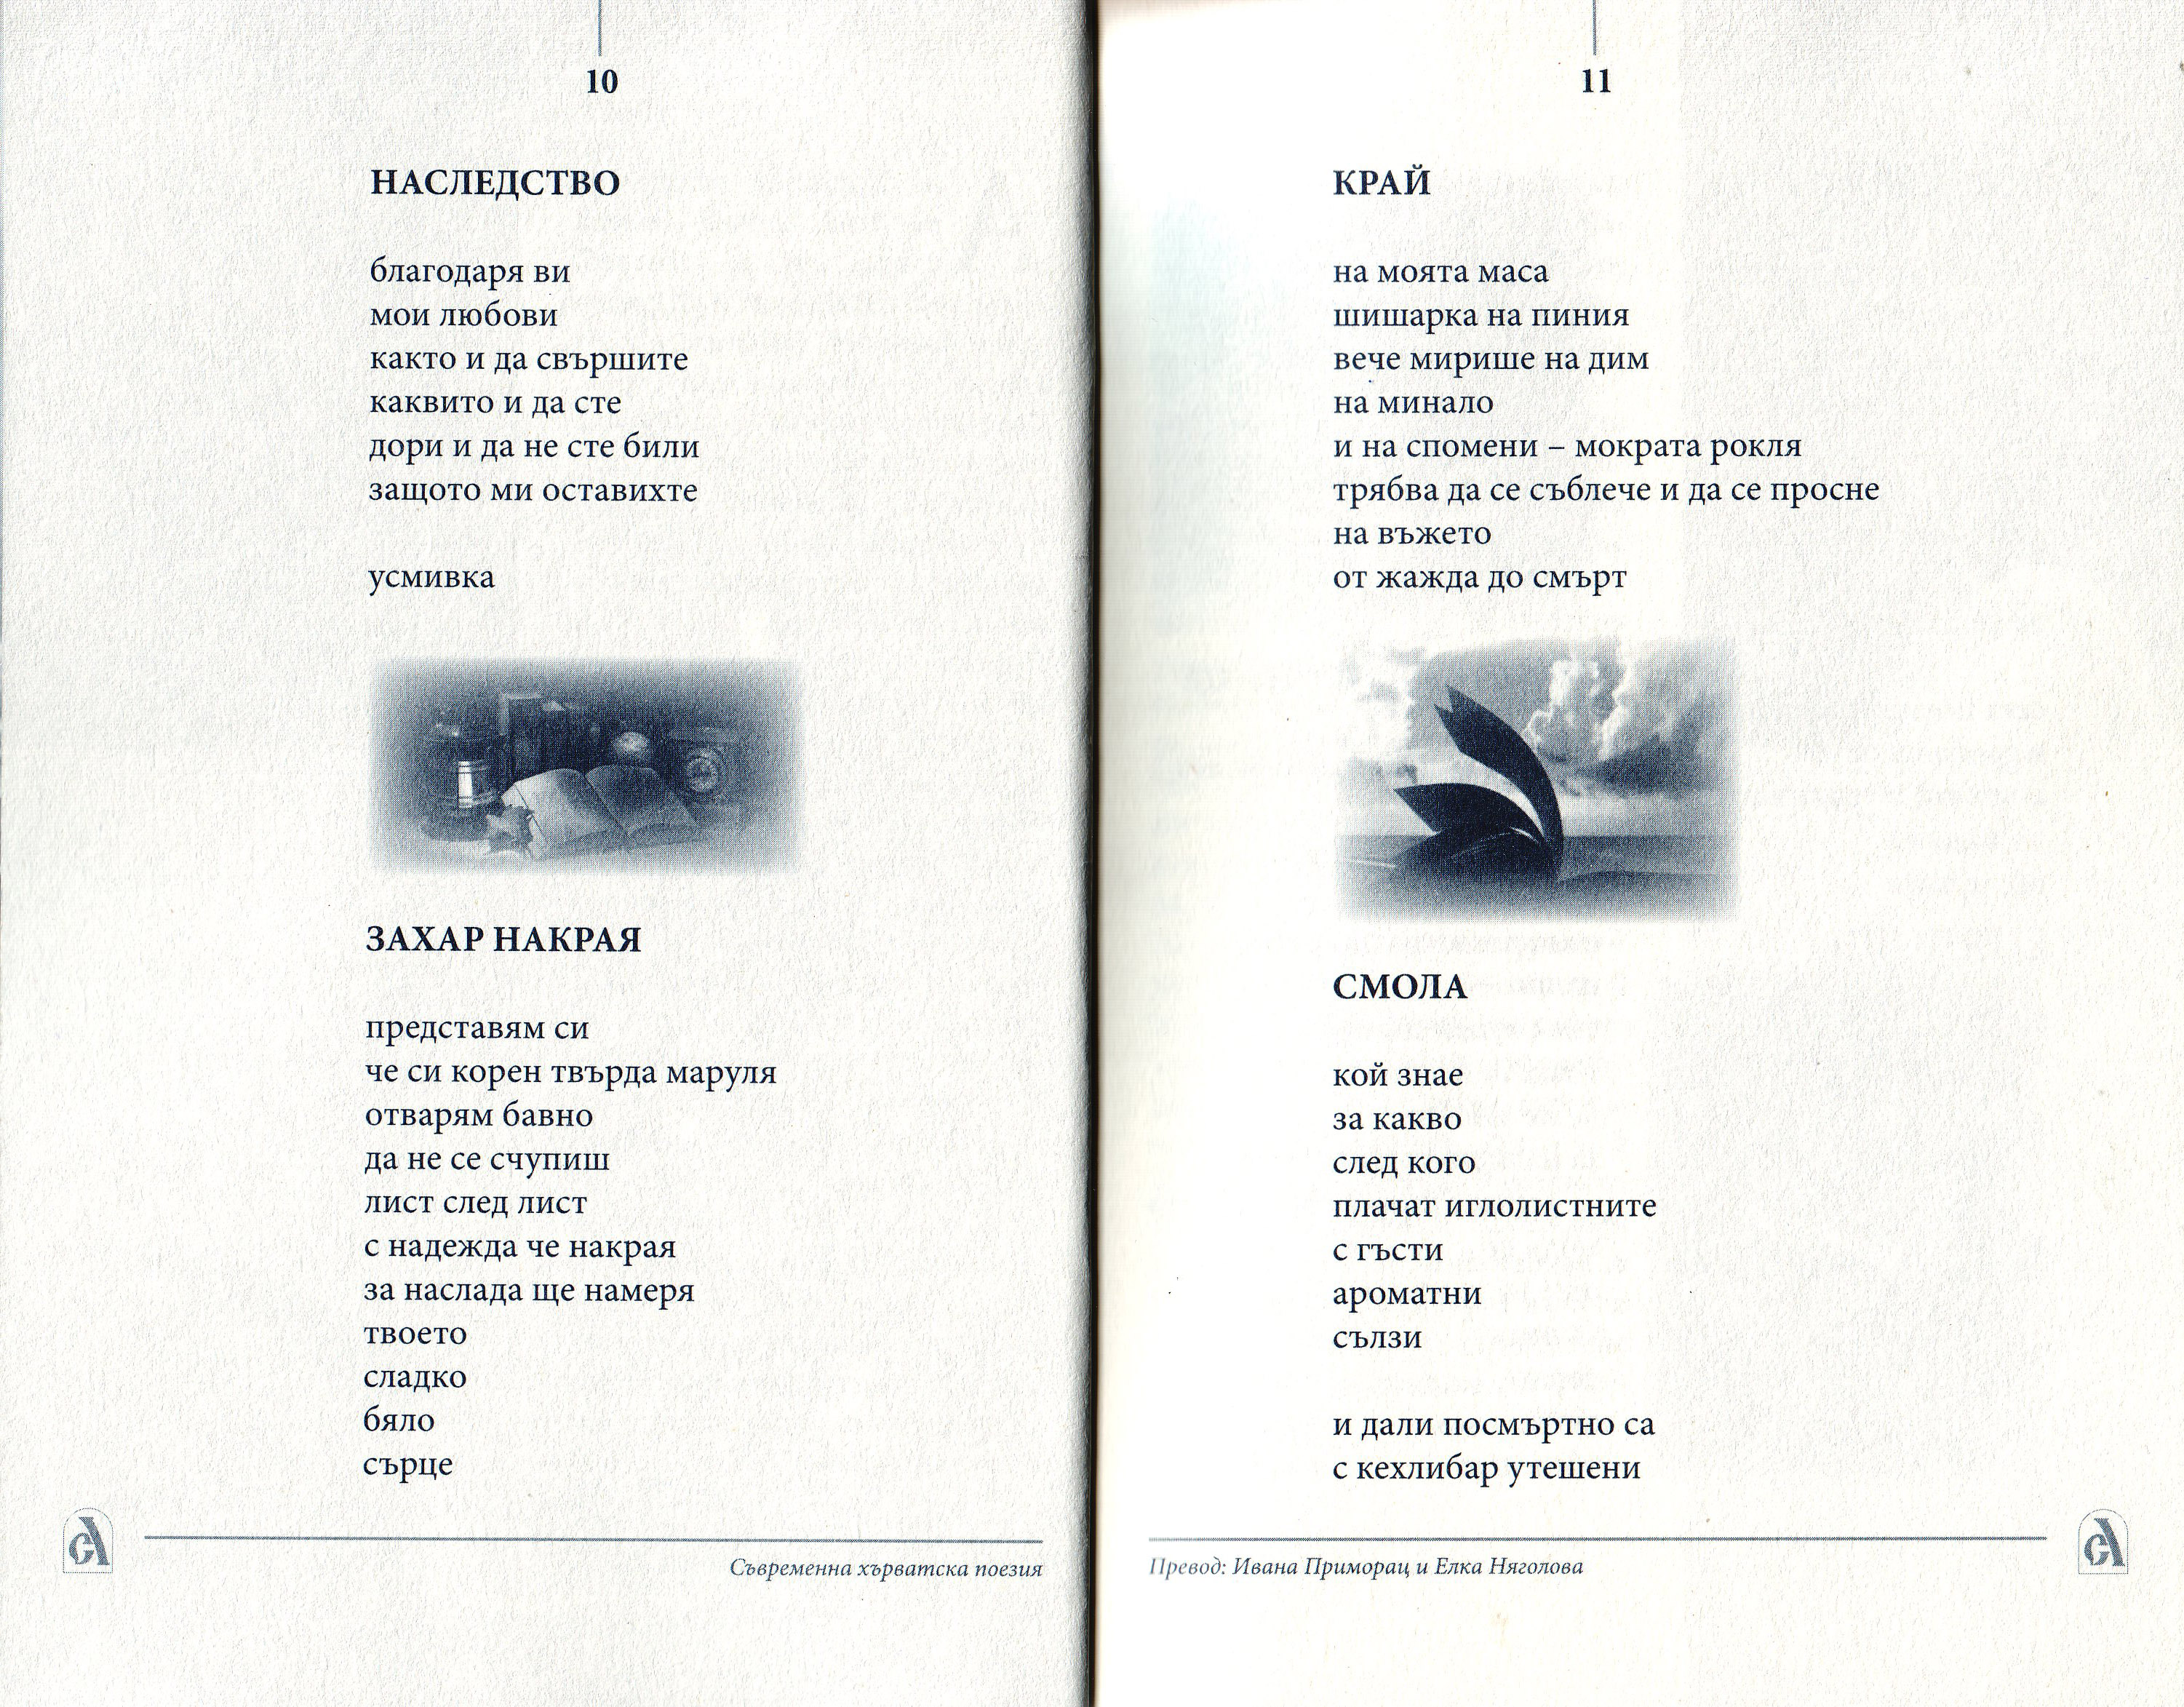 10
НАСЛЕДСТВО
благодаря ви
мои любови
както и да свършите
каквито и да сте
дори и да не сте били
защото ми оставихте
усмивка
ЗАХАР НАКРАЯ
представям си
че си корен твърда маруля
отварям бавно
да не се счупиш
лист след лист
с надежда че накрая
за наслада ще намеря
твоето
сладко
бяло
сърце
Съвременна хърватска поезия
11
КРАЙ
на моята маса
шишарка на пиния
вече мирише на дим
на минало
и на спомени – мократа рокля
трябва да се съблече и да се просне
на въжето
от жажда до смърт
СМОЛА
кой знае
за какво
след кого
плачат иглолистните
с гъсти
ароматни
сълзи
и дали посмъртно са
с кехлибар утешени
Превод: Ивана Приморац и Елка Няголова